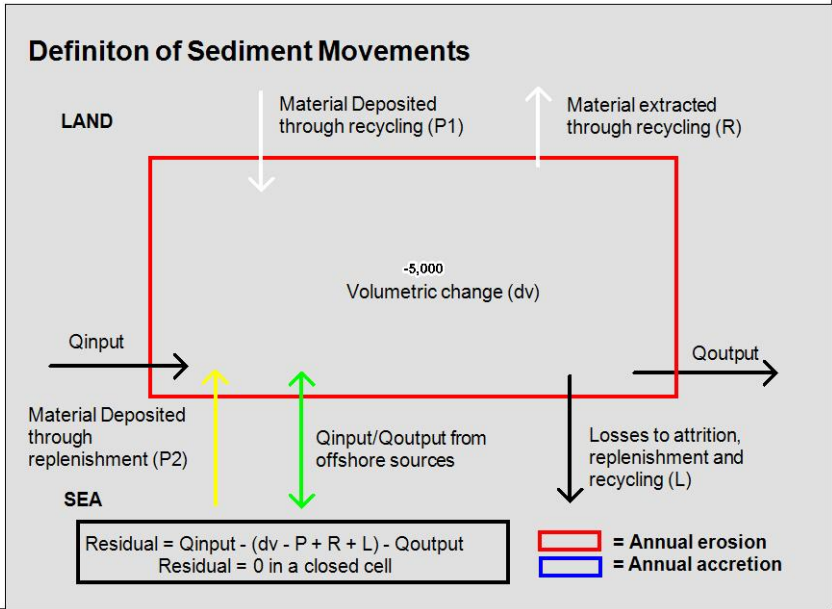 Definiton of Sediment Movements
LAND
Material Deposited
through recycling (P1)
Material extracted
through recycling (R)
-5,000
Volumetric change (dv)
Qinput
Qoutput
Material Deposited
through
replenishment (P2)
Qinput/Qoutput from
offshore sources
Losses to attrition,
replenishment and
recycling (L)
SEA
Residual = Qinput - (dv - P + R + L) - Qoutput
Residual = 0 in a closed cell
= Annual erosion
= Annual accretion